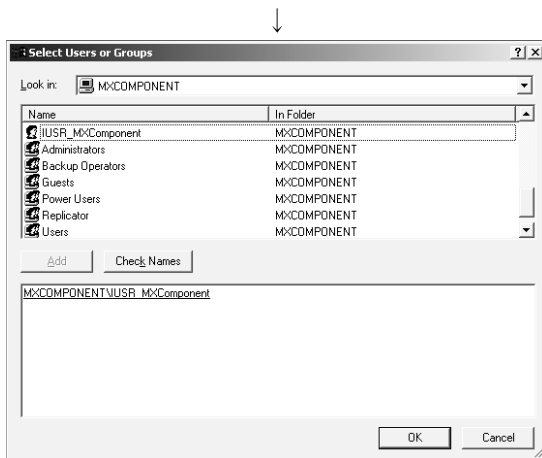 ↓
Select Users or Groups
Look in: MXCOMPONENT
Name In Folder
IUSR_MXComponent MXCOMPONENT
Administrators MXCOMPONENT
Backup Operators MXCOMPONENT
Guests MXCOMPONENT
Power Users MXCOMPONENT
Replicator MXCOMPONENT
Users MXCOMPONENT
Add Check Names
MXCOMPONENT\IUSR_MXComponent
OK Cancel